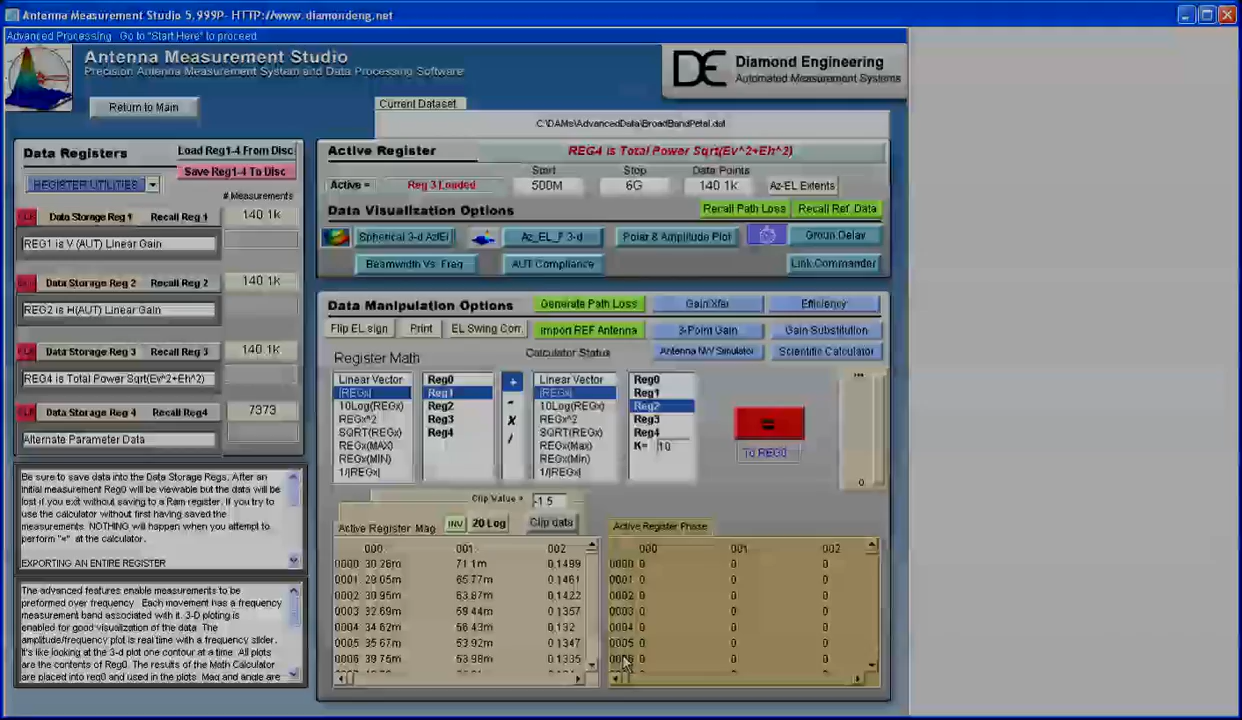 Antenna Measurement Studio 5.999P- HTTP://www.diamondeng.net
Advanced Processing Go to "Start Here" to proceed
Antenna Measurement Studio
Precision Antenna Measurement System and Data Processing Software
DE Diamond Engineering
Automated Measurement Systems
Return to Main
Current Dataset
C:\DAMs\AdvancedData\BroadBandPetal.dat
Data Registers
Load Reg1-4 From Disc
Save Reg1-4 To Disc
REGISTER UTILITIES
# Measurements
Data Storage Reg 1 Recall Reg 1 140.1k
REG1 is V (AUT) Linear Gain
Data Storage Reg 2 Recall Reg 2 140.1k
REG2 is H(AUT) Linear Gain
Data Storage Reg 3 Recall Reg 3 140.1k
REG4 is Total Power Sqrt(Ev^2+Eh^2)
Data Storage Reg 4 Recall Reg4 7373
Alternate Parameter Data
Be sure to save data into the Data Storage Regs. After an
initial measurement Reg0 will be viewable but the data will be
lost if you exit without saving to a Ram register. If you try to
use the calculator without first having saved the
measurements. NOTHING will happen when you attempt to
perform "=" at the calculator.
EXPORTING AN ENTIRE REGISTER
The advanced features enable measurements to be
preformed over frequency. Each movement has a frequency
measurement band associated with it. 3-D ploting is
enabled for good visualization of the data. The
amplitude/frequency plot is real time with a frequency slider.
It's like looking at the 3-d plot one contour at a time. All plots
are the contents of Reg0. The results of the Math Calculator
are placed into reg0 and used in the plots. Mag and angle are
Active Register
REG4 is Total Power Sqrt(Ev^2+Eh^2)
Start Stop Data Points
Active = Reg 3 Loaded 500M 6G 140.1k Az-EL Extents
Data Visualization Options Recall Path Loss Recall Ref Data
Spherical 3-d Az/El Az_EL_F 3-d Polar & Amplitude Plot Group Delay
Beamwidth Vs. Freq AUT Compliance Link Commander
Data Manipulation Options Generate Path Loss Gain Xfer Efficiency
Flip EL sign Print EL Swing Corr. Import REF Antenna 3-Point Gain Gain Substitution
Register Math Calculator Status Antenna NW Simulator Scientific Calculator
Linear Vector Reg0 + Linear Vector Reg0
|REGx| Reg1 - |REGx| Reg1
10Log(REGx) Reg2 10Log(REGx) Reg2
REGx^2 Reg3 X REGx^2 Reg3
SQRT(REGx) Reg4 / SQRT(REGx) Reg4
REGx(MAX) REGx(Max) K= 10
REGx(MIN) REGx(Min)
1/|REGx| 1/|REGx|
=
To REG0
0
Clip Value = -1.5
Active Register Mag INV 20 Log Clip data
000 001 002
0000 30.26m 71.1m 0.1499
0001 65.77m 0.1461
0002 30.95m 63.87m 0.1422
0003 32.69m 59.44m 0.1357
0004 34.62m 56.43m 0.132
0005 35.67m 53.92m 0.1347
0006 39.75m 53.98m 0.1335
Active Register Phase
000 001 002
0000 0 0 0
0001 0 0 0
0002 0 0 0
0003 0 0 0
0004 0 0 0
0005 0 0 0
0 0 0